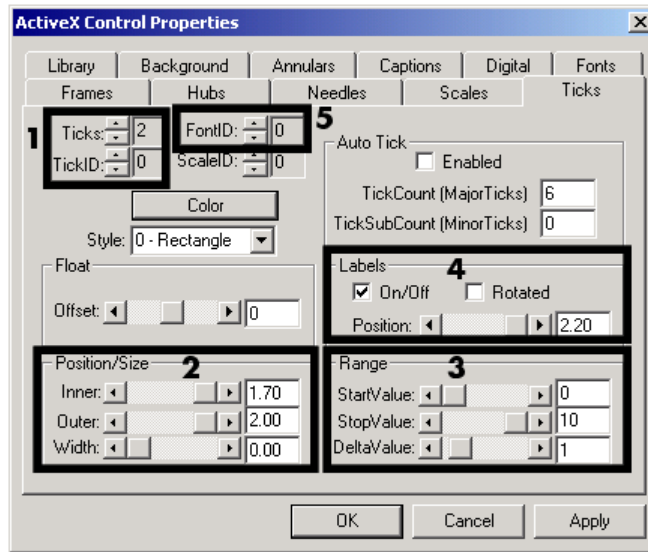 ActiveX Control Properties
Library Background Annulars Captions Digital Fonts
Frames Hubs Needles Scales Ticks
1 Ticks: 2
TickID: 0
FontID: 0 5
ScaleID: 0
Color
Style: 0 - Rectangle
Auto Tick
Enabled
TickCount (MajorTicks) 6
TickSubCount (MinorTicks) 0
Float
Offset: 0
Labels 4
On/Off Rotated
Position: 2.20
Position/Size 2
Inner: 1.70
Outer: 2.00
Width: 0.00
Range 3
StartValue: 0
StopValue: 10
DeltaValue: 1
OK Cancel Apply